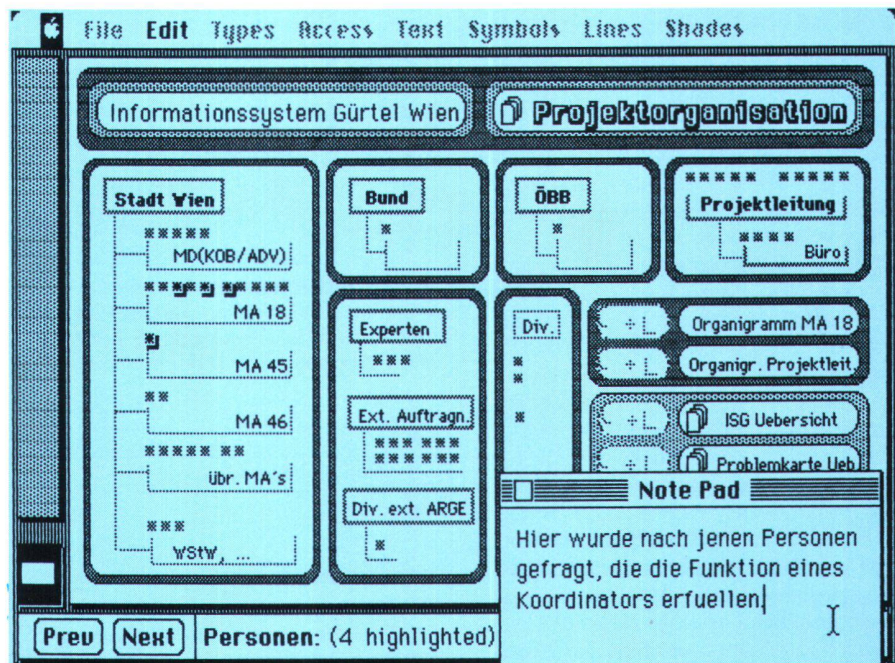 File Edit Types Access Text Symbols Lines Shades
Informationssystem Gürtel Wien
Projektorganisation
Stadt Wien
MD(KOB/ADV)
MA 18
MA 45
MA 46
übr. MA's
WStW, ...
Bund
ÖBB
Projektleitung
Büro
Experten
Ext. Auftragn.
Div. ext. ARGE
Div.
Organigramm MA 18
Organigr. Projektleit
ISG Uebersicht
Problemkarte Ueb
Note Pad
Hier wurde nach jenen Personen
gefragt, die die Funktion eines
Koordinators erfuellen.
Prev Next Personen: (4 highlighted)